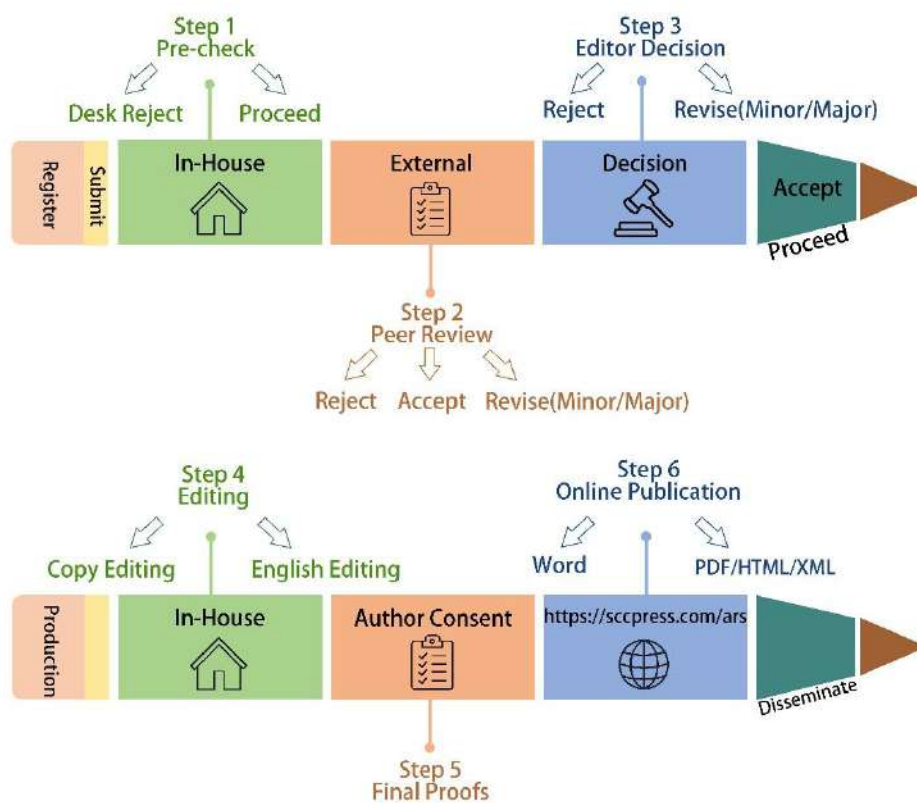 Step 1
Pre-check
Desk Reject
Proceed
Step 3
Editor Decision
Reject
Revise(Minor/Major)
Register
Submit
In-House
External
Decision
Accept
Proceed
Step 2
Peer Review
Reject
Accept
Revise(Minor/Major)
Step 4
Editing
Copy Editing
English Editing
Step 6
Online Publication
Word
PDF/HTML/XML
Production
In-House
Author Consent
https://sccpress.com/ars
Disseminate
Step 5
Final Proofs